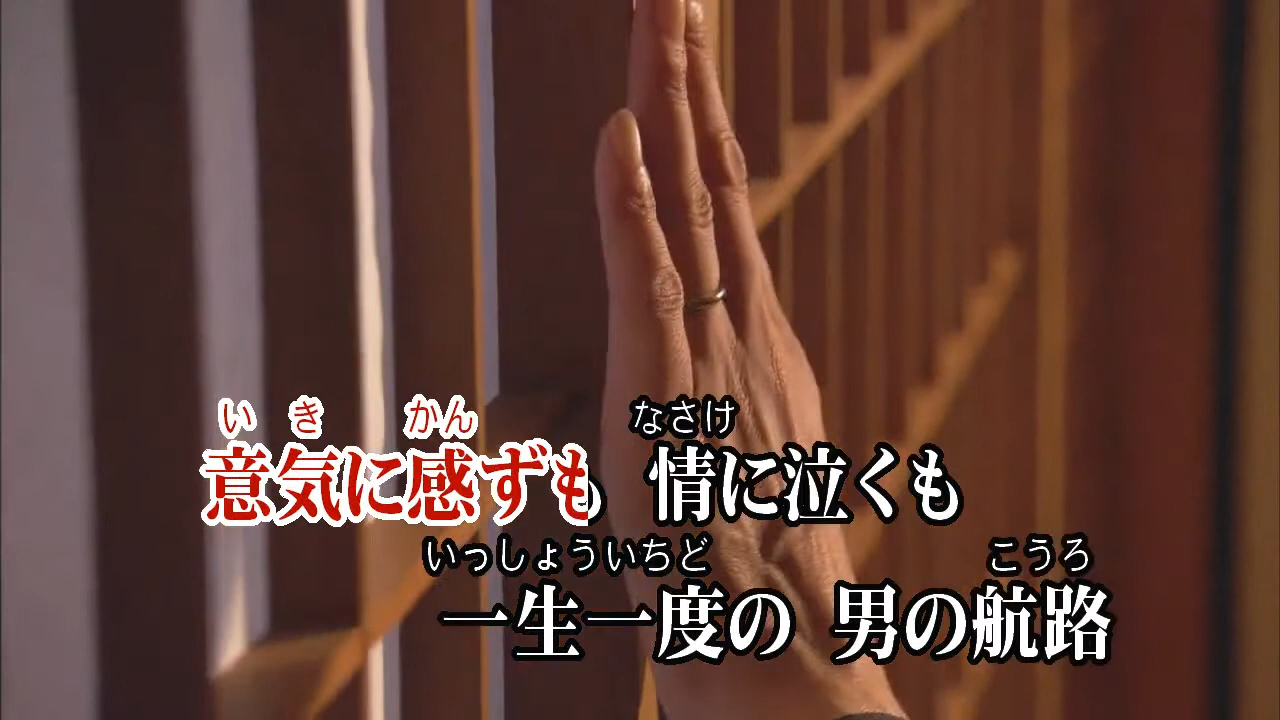 い き かん なさけ
意気に感ずも 情に泣くも
いっしょういちど こうろ
一生一度の 男の航路